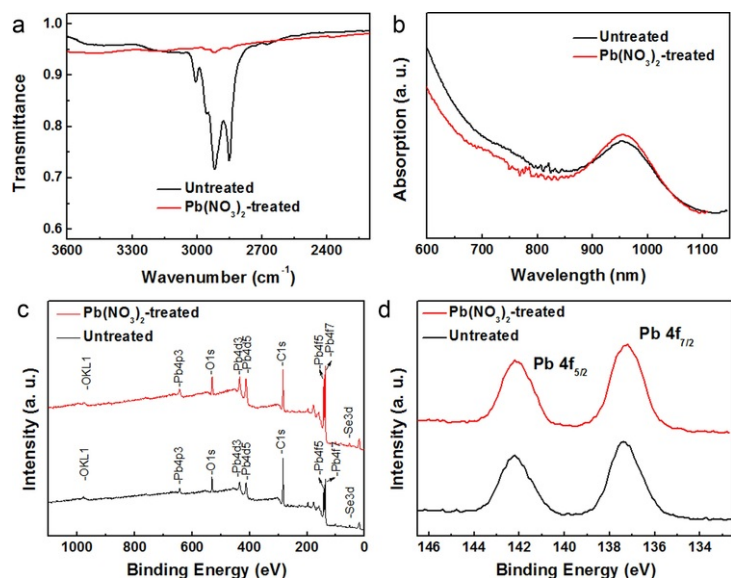 a
1.0
0.9
0.8
0.7
0.6
Transmittance
Untreated
Pb(NO₃)₂-treated
3600 3300 3000 2700 2400
Wavenumber (cm⁻¹)
b
Untreated
Pb(NO₃)₂-treated
Absorption (a. u.)
600 700 800 900 1000 1100
Wavelength (nm)
c
Pb(NO₃)₂-treated
Untreated
-OKL1
-Pb4p3
-O1s
-Pb4d3
-Pb4d5
-C1s
-Pb4f5
-Pb4f7
-Se3d
-OKL1
-Pb4p3
-O1s
-Pb4d3
-Pb4d5
-C1s
-Pb4f5
-Pb4f7
-Se3d
Intensity (a. u.)
1000 800 600 400 200 0
Binding Energy (eV)
d
Pb(NO₃)₂-treated
Untreated
Pb 4f₇/₂
Pb 4f₅/₂
Intensity (a. u.)
146 144 142 140 138 136 134
Binding Energy (eV)